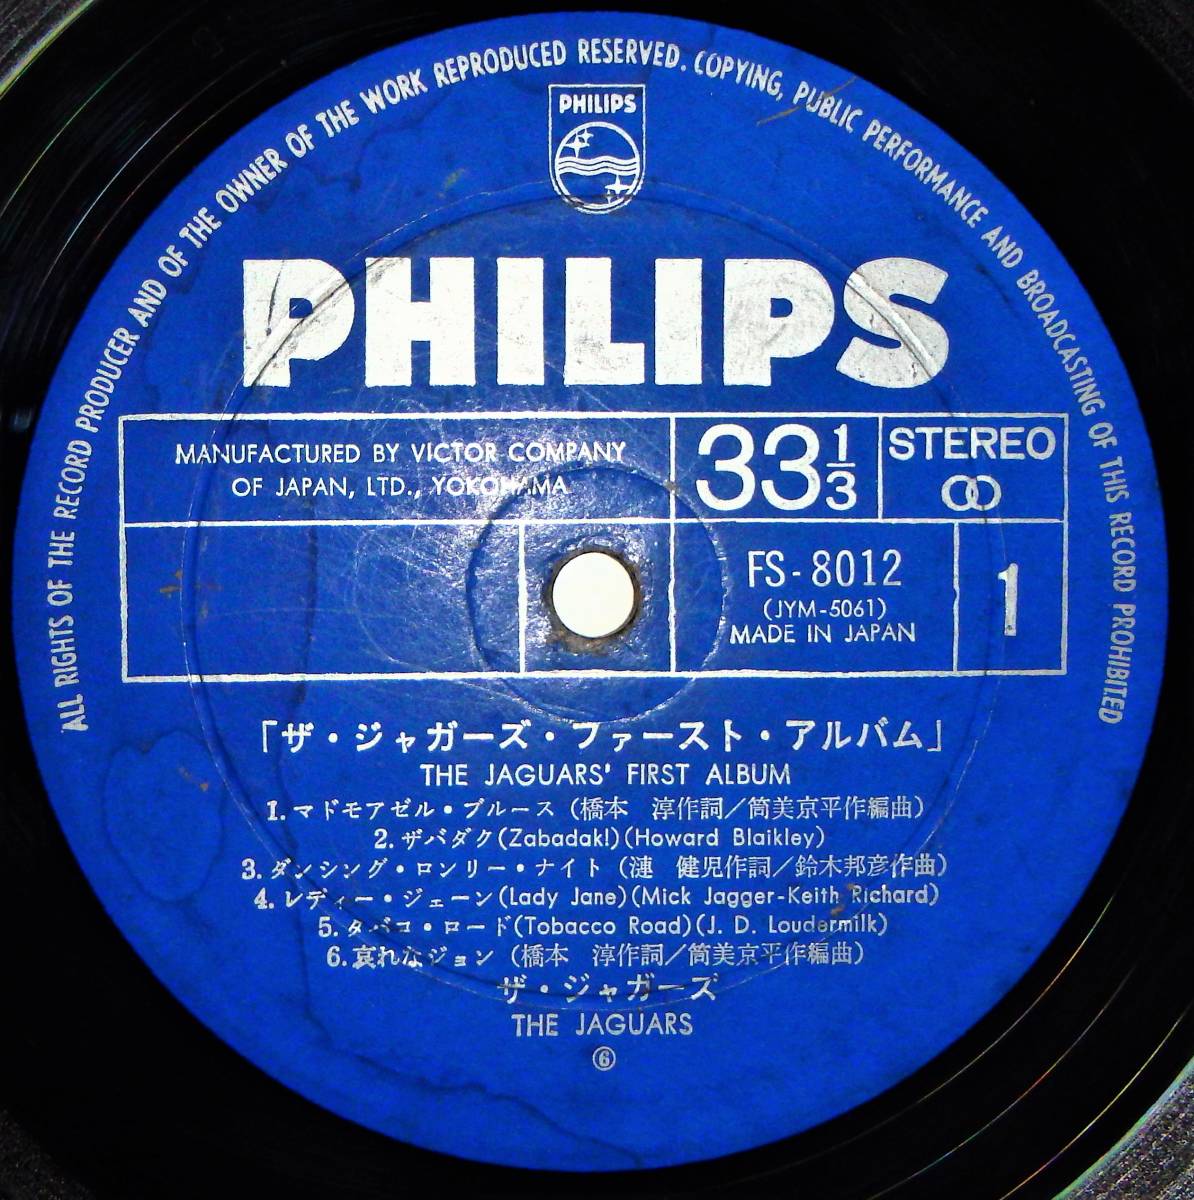 ALL RIGHTS OF THE RECORD PRODUCER AND OF THE OWNER OF THE WORK REPRODUCED RESERVED. COPYING, PUBLIC PERFORMANCE AND BROADCASTING OF THIS RECORD PROHIBITED
PHILIPS
PHILIPS
MANUFACTURED BY VICTOR COMPANY
OF JAPAN, LTD., YOKOHAMA
33 1/3
STEREO
FS-8012
(JYM-5061)
MADE IN JAPAN
1
「ザ・ジャガーズ・ファースト・アルバム」
THE JAGUARS' FIRST ALBUM
1. マドモアゼル・ブルース (橋本 淳作詞/筒美京平作編曲)
2. ザバダク(Zabadak!)(Howard Blaikley)
3. ダンシング・ロンリー・ナイト (漣 健児作詞/鈴木邦彦作曲)
4. レディー・ジェーン(Lady Jane)(Mick Jagger-Keith Richard)
5. タバコ・ロード(Tobacco Road)(J. D. Loudermilk)
6. 哀れなジョン (橋本 淳作詞/筒美京平作編曲)
ザ・ジャガーズ
THE JAGUARS
⑥